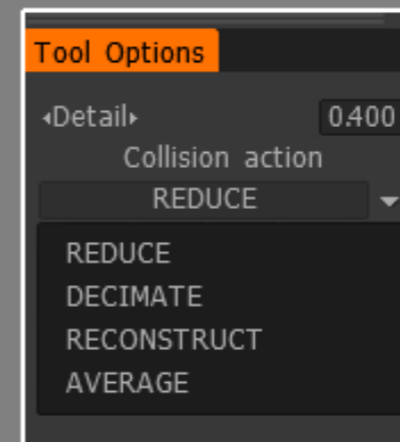 Tool Options
◂Detail▸ 0.400
Collision action
REDUCE
REDUCE
DECIMATE
RECONSTRUCT
AVERAGE